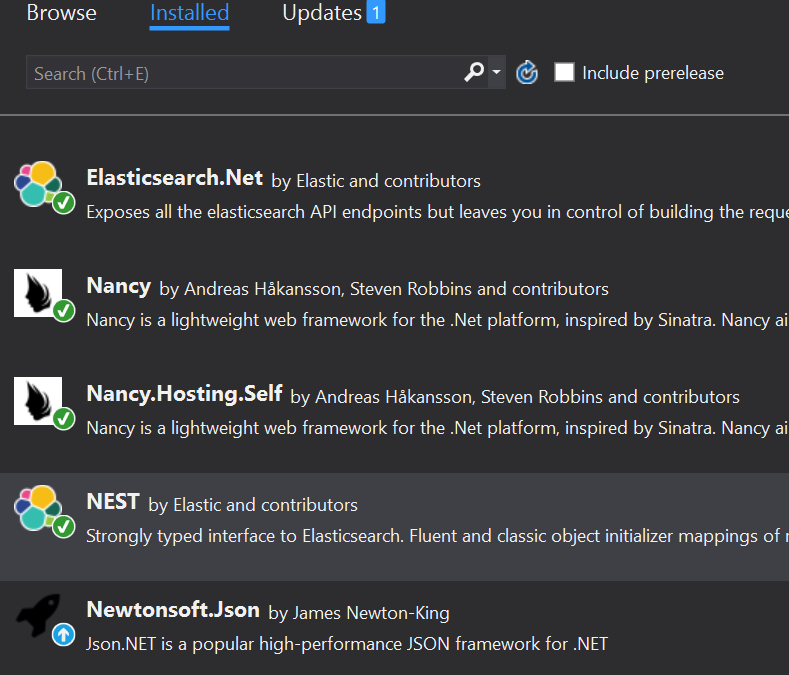 Browse Installed Updates 1
Search (Ctrl+E) Include prerelease
Elasticsearch.Net by Elastic and contributors
Exposes all the elasticsearch API endpoints but leaves you in control of building the reque
Nancy by Andreas Håkansson, Steven Robbins and contributors
Nancy is a lightweight web framework for the .Net platform, inspired by Sinatra. Nancy ai
Nancy.Hosting.Self by Andreas Håkansson, Steven Robbins and contributors
Nancy is a lightweight web framework for the .Net platform, inspired by Sinatra. Nancy ai
NEST by Elastic and contributors
Strongly typed interface to Elasticsearch. Fluent and classic object initializer mappings of
Newtonsoft.Json by James Newton-King
Json.NET is a popular high-performance JSON framework for .NET